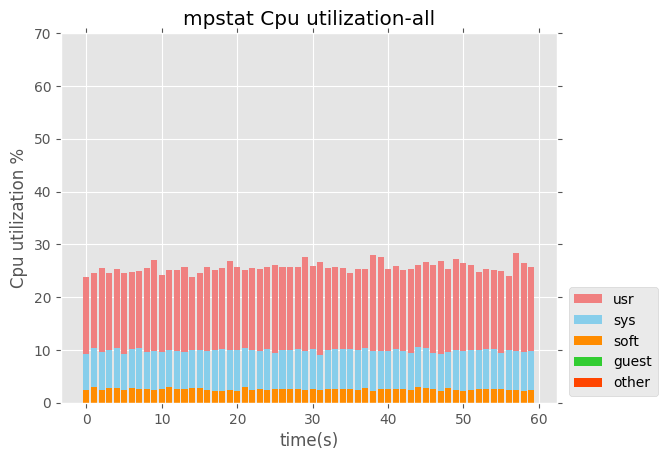 mpstat Cpu utilization-all
Cpu utilization %
70
60
50
40
30
20
10
0
0 10 20 30 40 50 60
time(s)
usr
sys
soft
guest
other